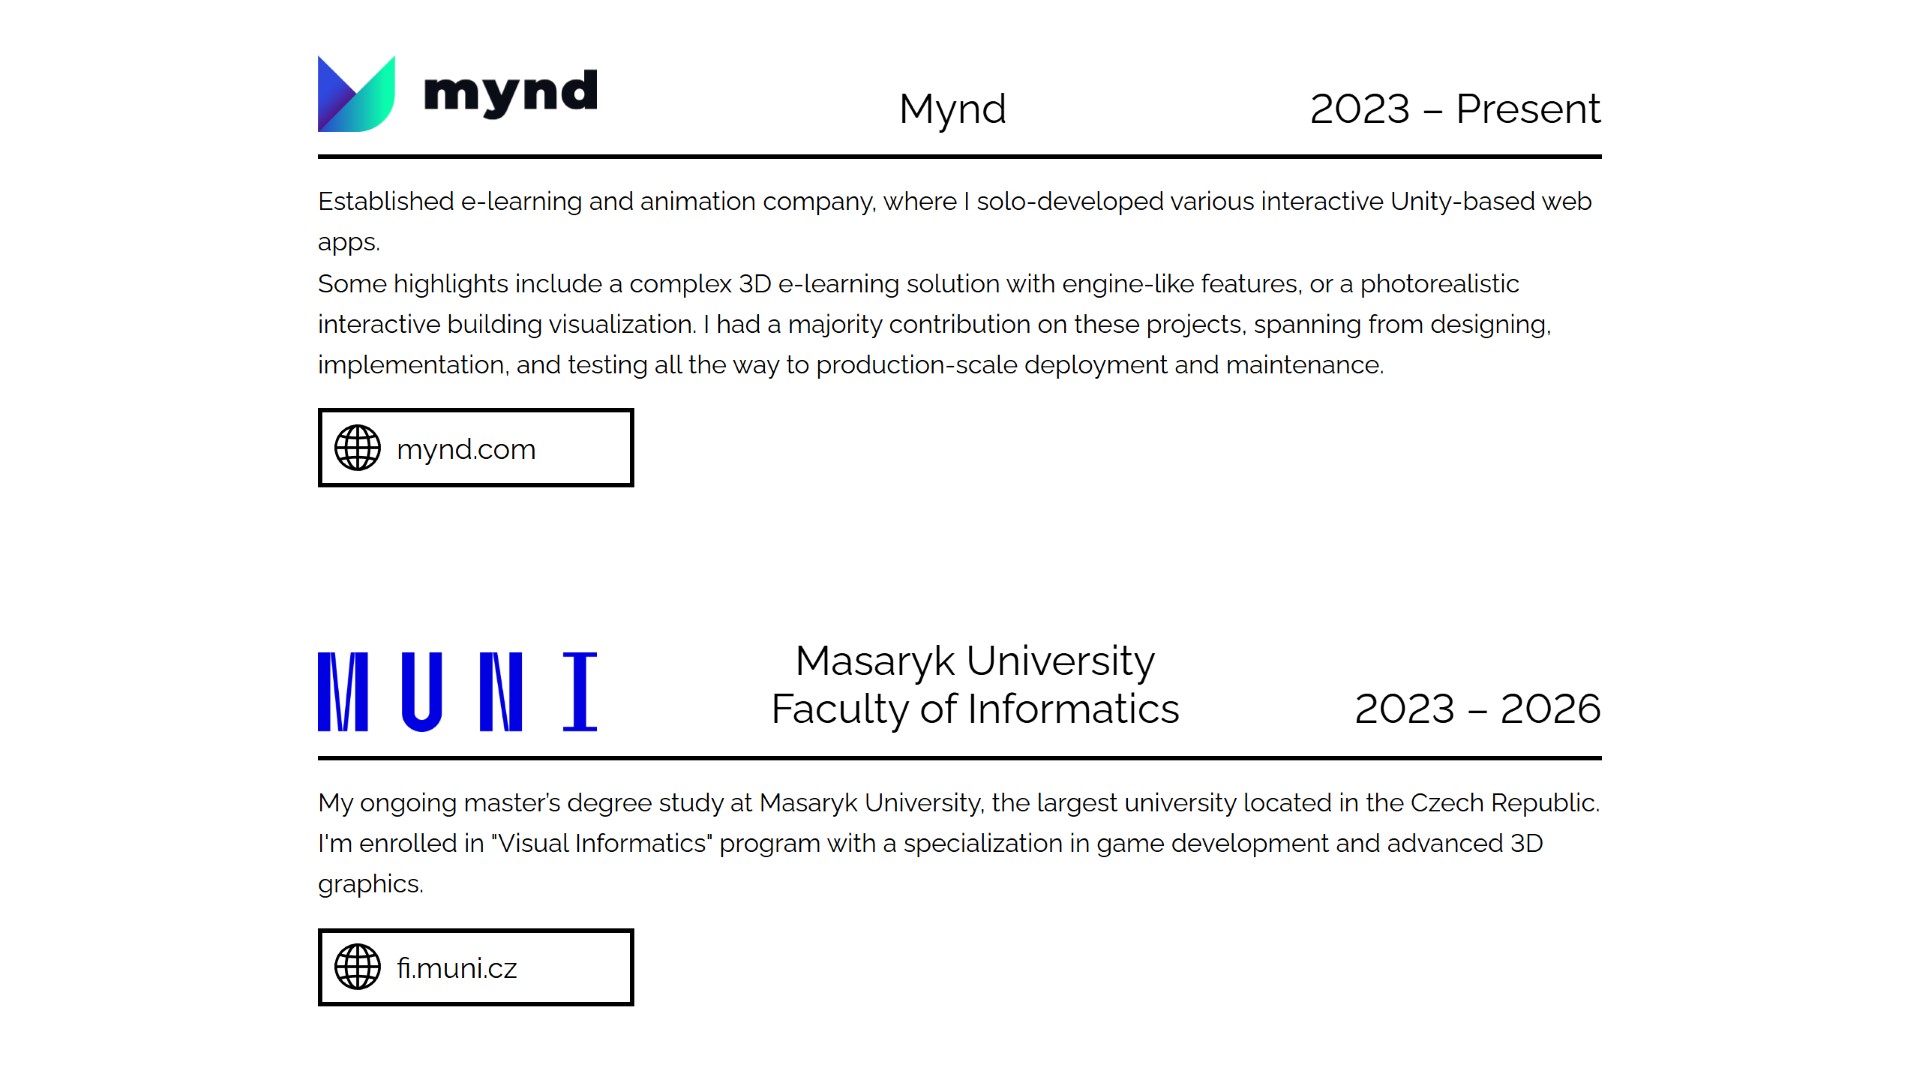 mynd
Mynd
2023 – Present
Established e-learning and animation company, where I solo-developed various interactive Unity-based web
apps.
Some highlights include a complex 3D e-learning solution with engine-like features, or a photorealistic
interactive building visualization. I had a majority contribution on these projects, spanning from designing,
implementation, and testing all the way to production-scale deployment and maintenance.
mynd.com
MUNI
Masaryk University
Faculty of Informatics
2023 – 2026
My ongoing master's degree study at Masaryk University, the largest university located in the Czech Republic.
I'm enrolled in "Visual Informatics" program with a specialization in game development and advanced 3D
graphics.
fi.muni.cz